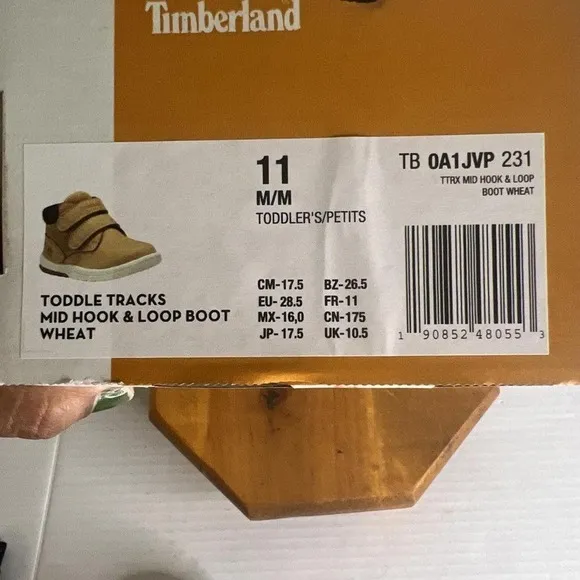 Timberland
11
M/M
TODDLER'S/PETITS
TB 0A1JVP 231
TTRX MID HOOK & LOOP
BOOT WHEAT
TODDLE TRACKS
MID HOOK & LOOP BOOT
WHEAT
CM-17.5 BZ-26.5
EU-28.5 FR-11
MX-16,0 CN-175
JP-17.5 UK-10.5
1 90852 48055 3